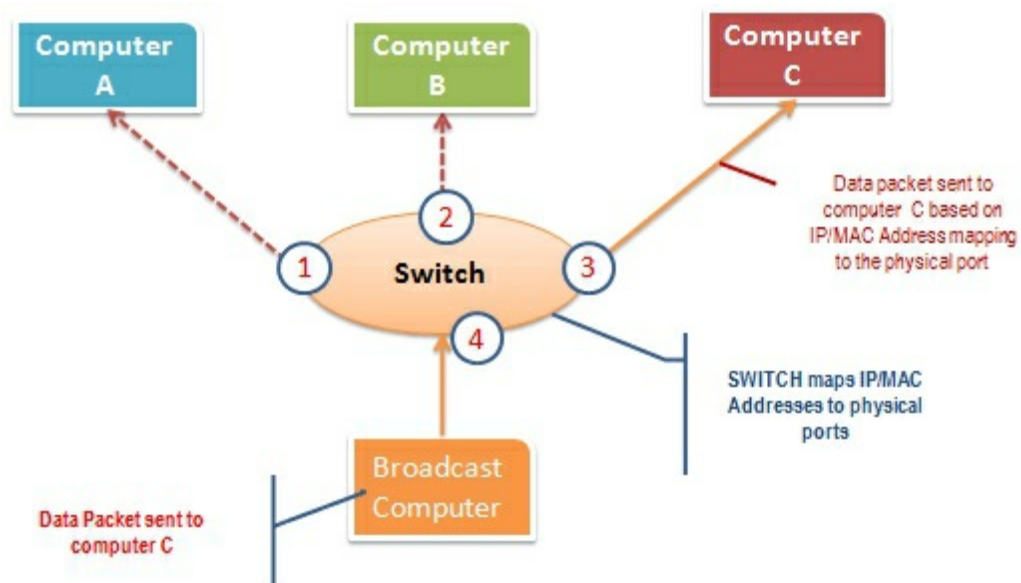 Computer
A
Computer
B
Computer
C
Data packet sent to
computer C based on
IP/MAC Address mapping
to the physical port
2
1
Switch
3
4
SWITCH maps IP/MAC
Addresses to physical
ports
Broadcast
Computer
Data Packet sent to
computer C